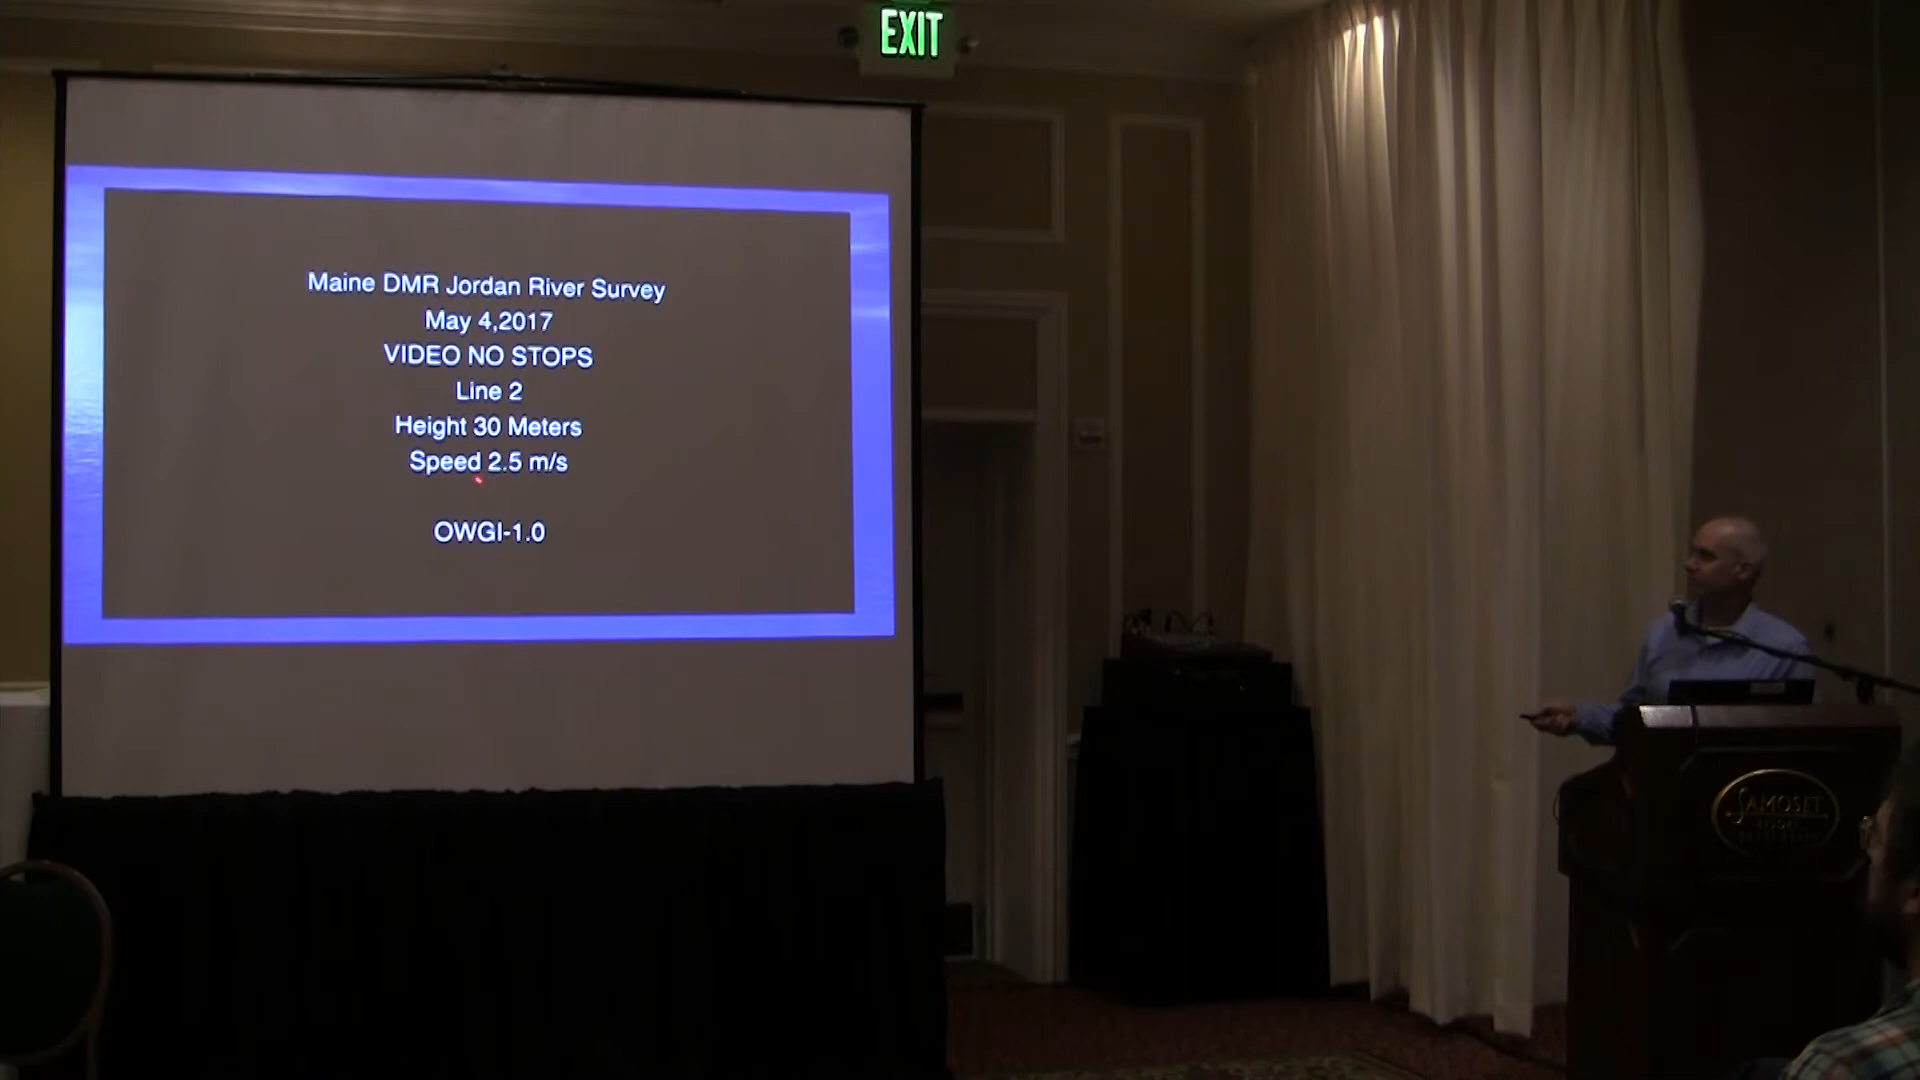 EXIT
Maine DMR Jordan River Survey
May 4,2017
VIDEO NO STOPS
Line 2
Height 30 Meters
Speed 2.5 m/s
OWGI-1.0
SAMOSET